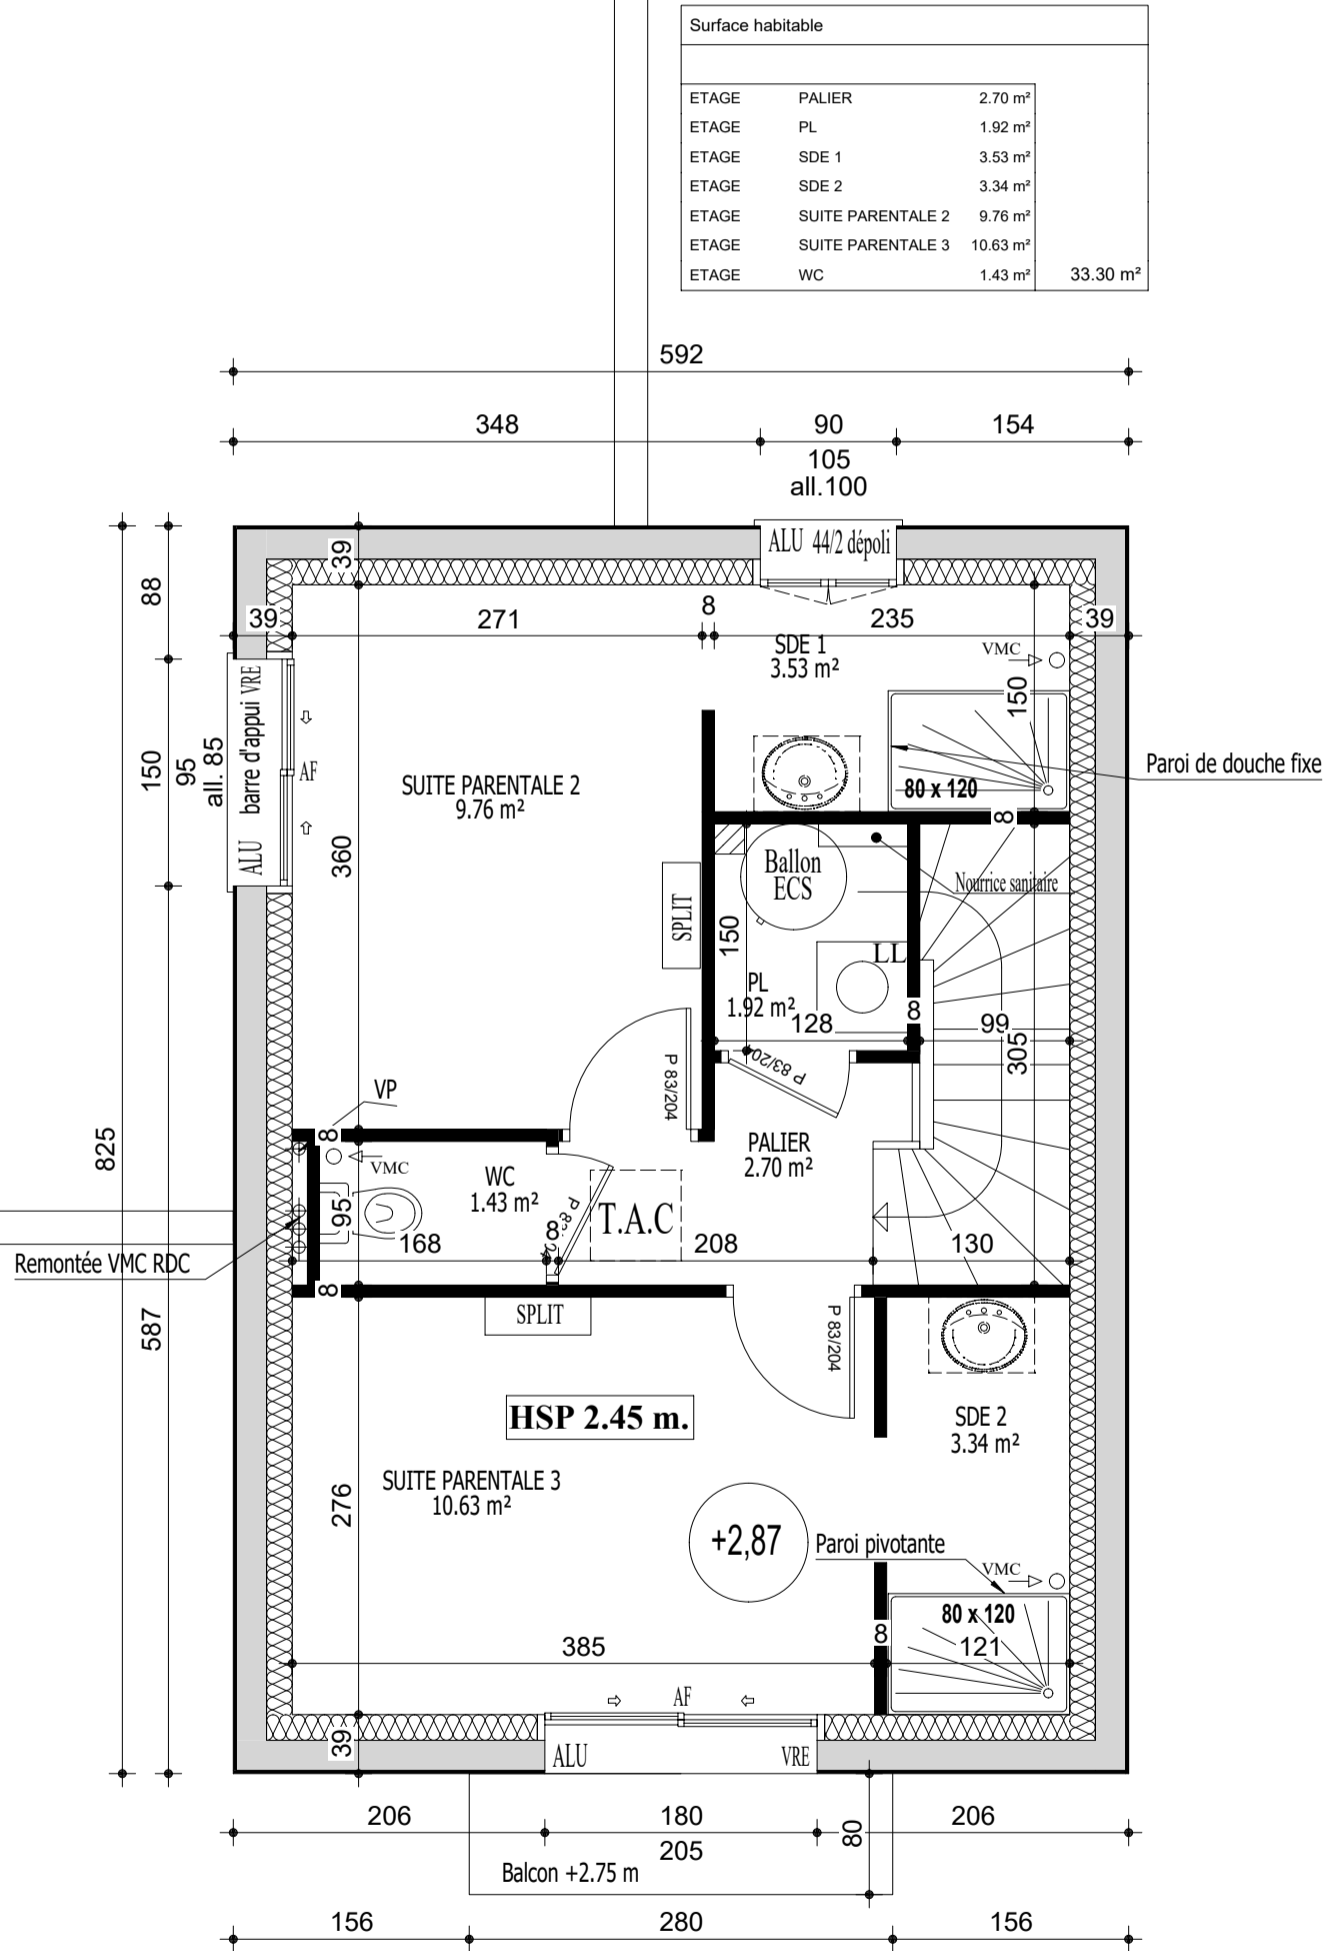 Surface habitable
ETAGE PALIER 2.70 m²
ETAGE PL 1.92 m²
ETAGE SDE 1 3.53 m²
ETAGE SDE 2 3.34 m²
ETAGE SUITE PARENTALE 2 9.76 m²
ETAGE SUITE PARENTALE 3 10.63 m²
ETAGE WC 1.43 m² 33.30 m²
592
348 90 154
105
all.100
ALU 44/2 dépoli
39
88
39 271 8 235 39
SDE 1
3.53 m²
VMC
150
ALU barre d'appui VRE
150
95
all. 85
AF
Paroi de douche fixe
SUITE PARENTALE 2
9.76 m²
80 x 120
8
360
Ballon
ECS
Nourrice sanitaire
SPLIT
150
LL
PL
1.92 m²
128 8 99
305
P 83/204
P 83/204
VP
825
8
VMC
WC
1.43 m²
PALIER
2.70 m²
95
P 83/204
T.A.C
168 8 208 130
Remontée VMC RDC
8
SPLIT
587
P 83/204
HSP 2.45 m.
SDE 2
3.34 m²
SUITE PARENTALE 3
10.63 m²
276
+2,87
Paroi pivotante
VMC
80 x 120
385 8 121
AF
39
ALU VRE
206 180 206
205
80
Balcon +2.75 m
156 280 156